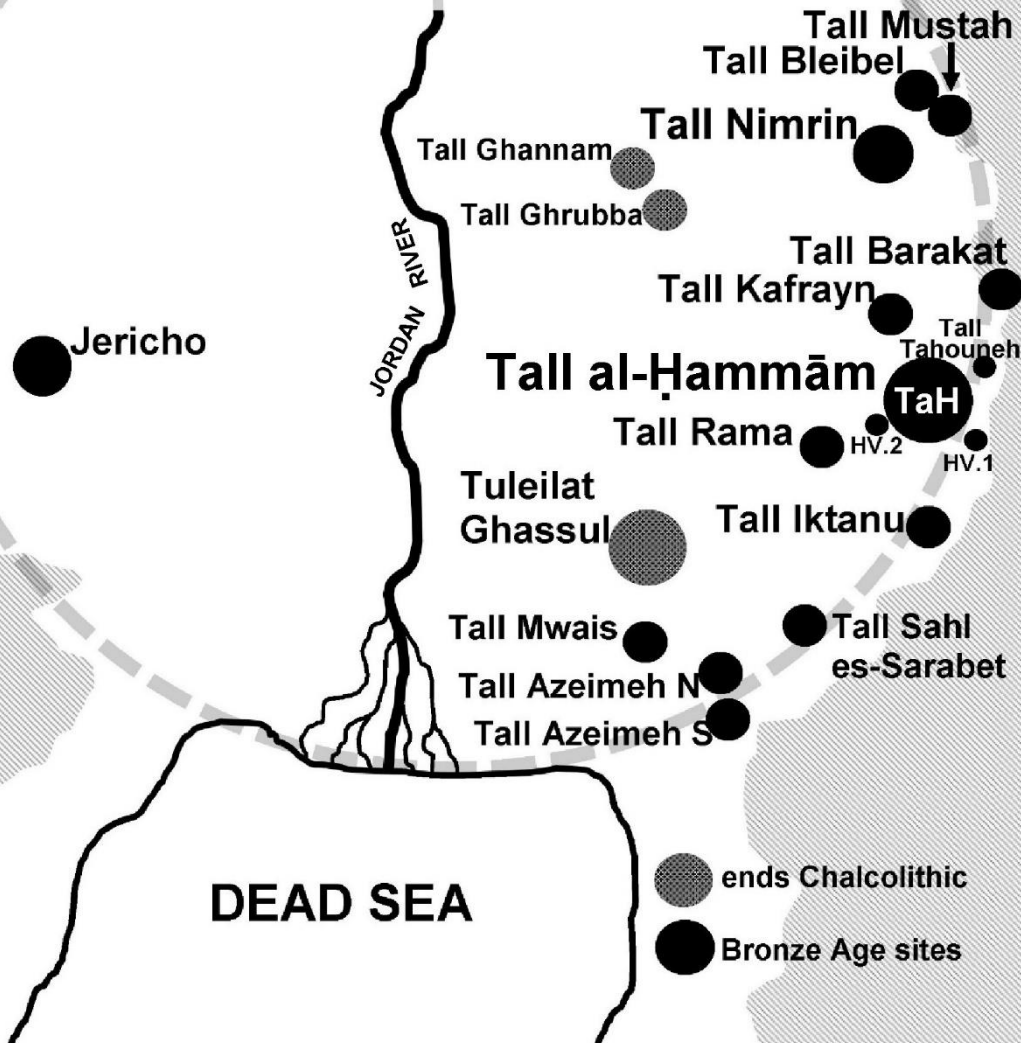 Tall Mustah
Tall Bleibel
Tall Nimrin
Tall Ghannam
Tall Ghrubba
JORDAN RIVER
Tall Barakat
Tall Kafrayn
Tall
Tahouneh
Jericho
Tall al-Ḥammām
TaH
Tall Rama
HV.2
HV.1
Tuleilat
Ghassul
Tall Iktanu
Tall Mwais
Tall Sahl
es-Sarabet
Tall Azeimeh N
Tall Azeimeh S
DEAD SEA
ends Chalcolithic
Bronze Age sites